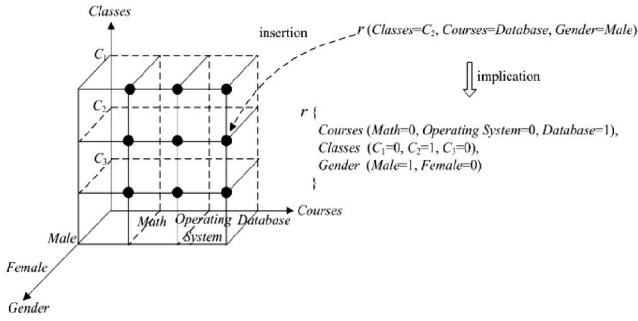 Classes
insertion
r (Classes=C2, Courses=Database, Gender=Male)
C1
implication
C2
r {
Courses (Math=0, Operating System=0, Database=1),
Classes (C1=0, C2=1, C3=0),
Gender (Male=1, Female=0)
}
C3
Courses
Math Operating Database
System
Male
Female
Gender